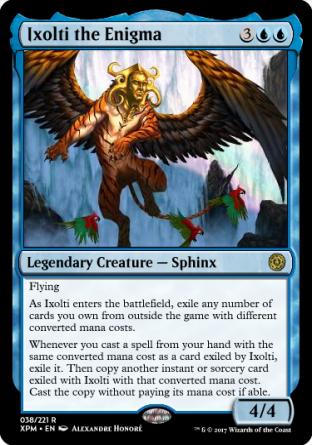 Ixolti the Enigma 3
Legendary Creature — Sphinx
Flying
As Ixolti enters the battlefield, exile any number of
cards you own from outside the game with different
converted mana costs.
Whenever you cast a spell from your hand with the
same converted mana cost as a card exiled by Ixolti,
exile it. Then copy another instant or sorcery card
exiled with Ixolti with that converted mana cost.
Cast the copy without paying its mana cost if able.
4/4
038/221 R
XPM • EN Alexandre Honoré
™ & © 2017 Wizards of the Coast